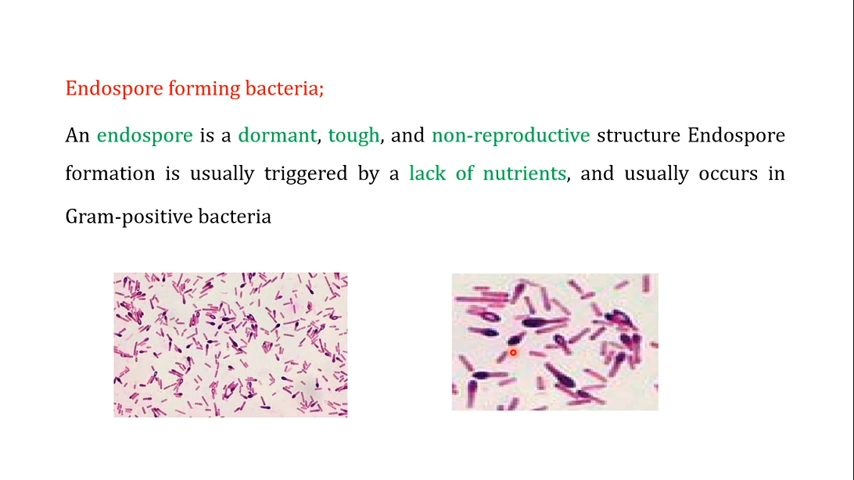 Endospore forming bacteria;
An endospore is a dormant, tough, and non-reproductive structure Endospore
formation is usually triggered by a lack of nutrients, and usually occurs in
Gram-positive bacteria